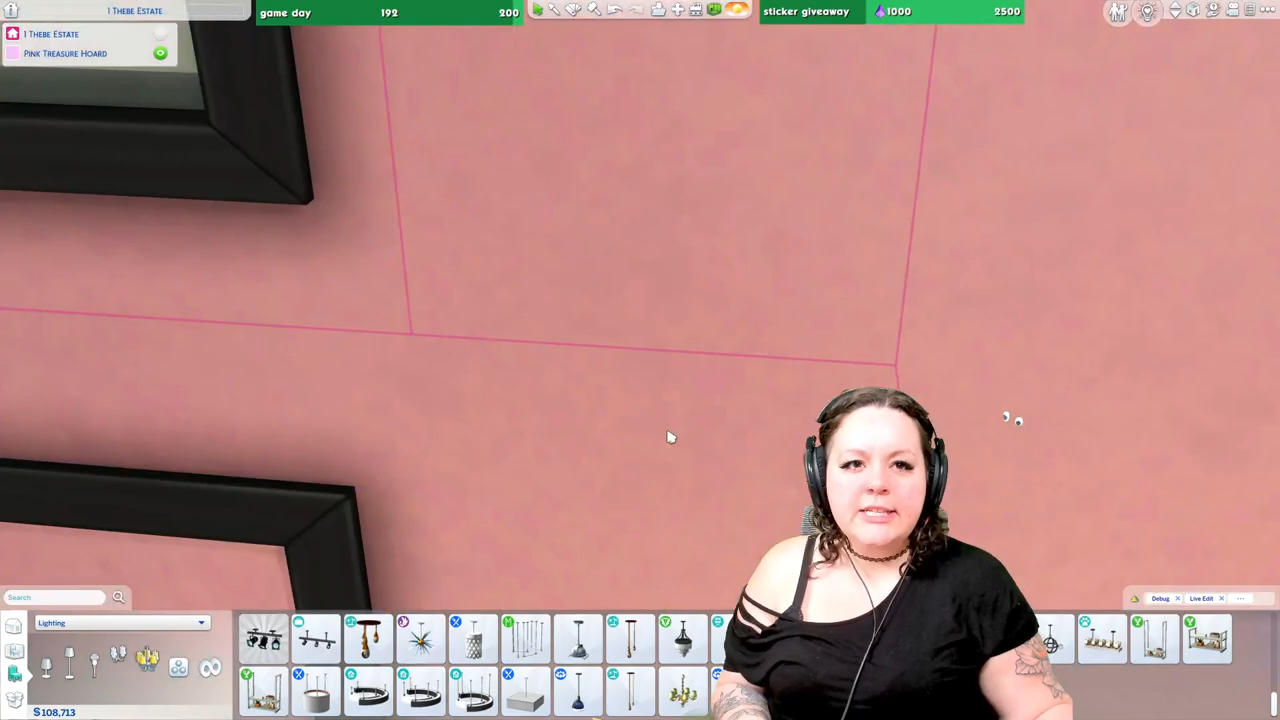 1 THEBE ESTATE
game day 192 200
sticker giveaway 1000 2500
1 THEBE ESTATE
PINK TREASURE HOARD
Search
Debug X Live Edit X ...
Lighting
$108,713